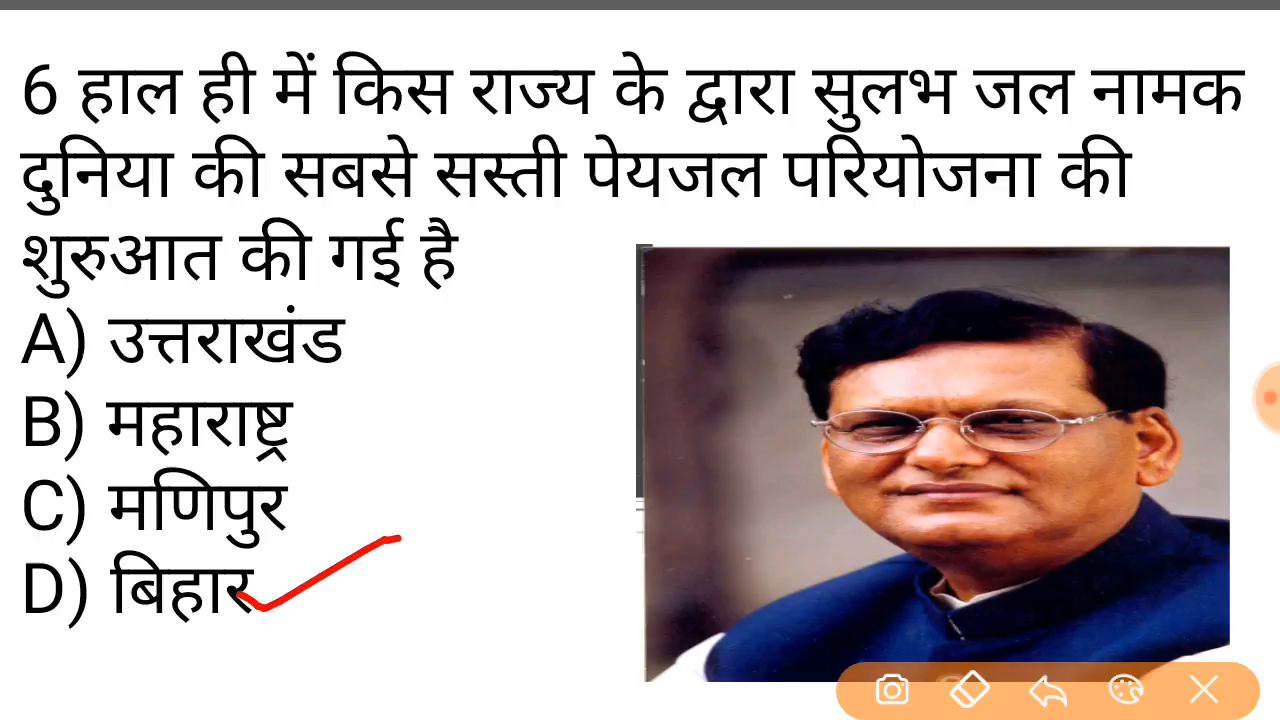 6 हाल ही में किस राज्य के द्वारा सुलभ जल नामक
दुनिया की सबसे सस्ती पेयजल परियोजना की
शुरुआत की गई है
A) उत्तराखंड
B) महाराष्ट्र
C) मणिपुर
D) बिहार